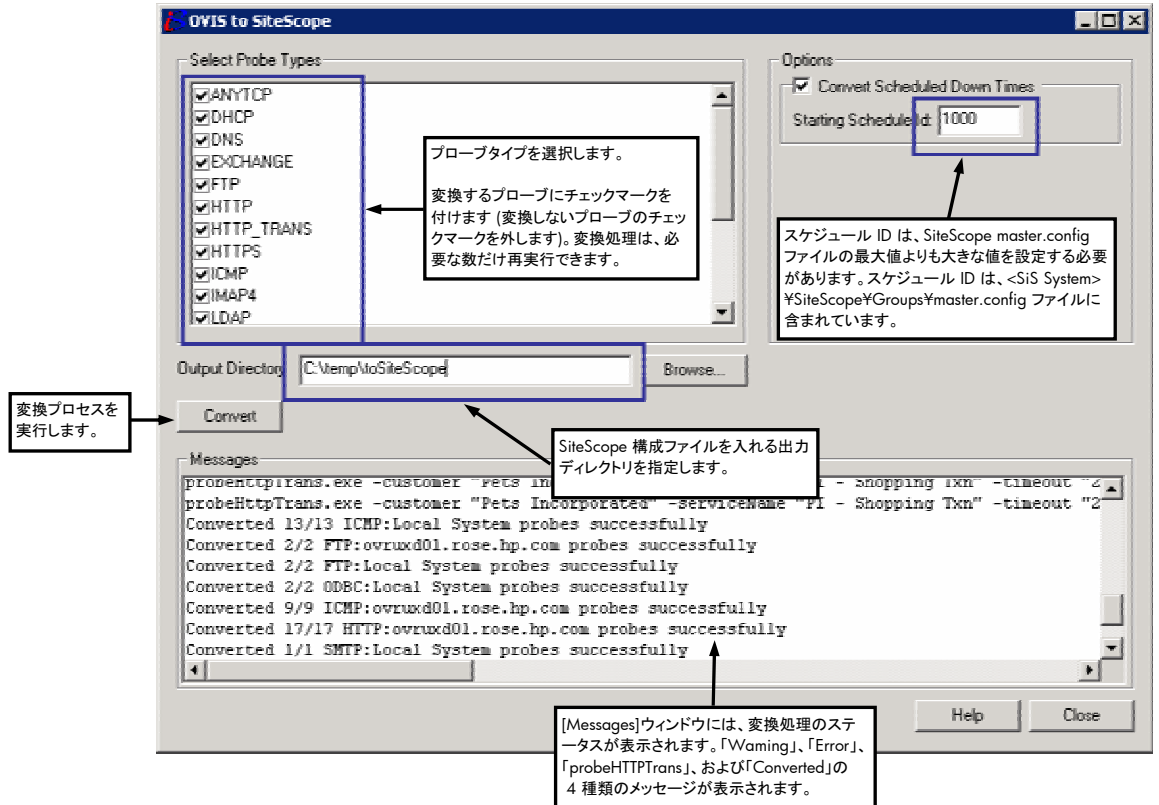 OVIS to SiteScope
Select Probe Types
ANYTCP
DHCP
DNS
EXCHANGE
FTP
HTTP
HTTP_TRANS
HTTPS
ICMP
IMAP4
LDAP
プローブタイプを選択します。
変換するプローブにチェックマークを
付けます (変換しないプローブのチェッ
クマークを外します)。変換処理は、必
要な数だけ再実行できます。
Options
Convert Scheduled Down Times
Starting Schedule Id: 1000
スケジュール ID は、SiteScope master.config
ファイルの最大値よりも大きな値を設定する必要
があります。スケジュール ID は、<SiS System>
¥SiteScope¥Groups¥master.config ファイルに
含まれています。
Output Directory C:\temp\toSiteScope Browse...
変換プロセスを
実行します。
Convert
SiteScope 構成ファイルを入れる出力
ディレクトリを指定します。
Messages
probeHttpTrans.exe -customer "Pets Inc - Shopping Txn" -timeout "2
probeHttpTrans.exe -customer "Pets Incorporated" -serviceName "PI - Shopping Txn" -timeout "2
Converted 13/13 ICMP:Local System probes successfully
Converted 2/2 FTP:ovruxd01.rose.hp.com probes successfully
Converted 2/2 FTP:Local System probes successfully
Converted 2/2 ODBC:Local System probes successfully
Converted 9/9 ICMP:ovruxd01.rose.hp.com probes successfully
Converted 17/17 HTTP:ovruxd01.rose.hp.com probes successfully
Converted 1/1 SMTP:Local System probes successfully
Help Close
[Messages]ウィンドウには、変換処理のステ
ータスが表示されます。「Warning」、「Error」、
「probeHTTPTrans」、および「Converted」の
4 種類のメッセージが表示されます。